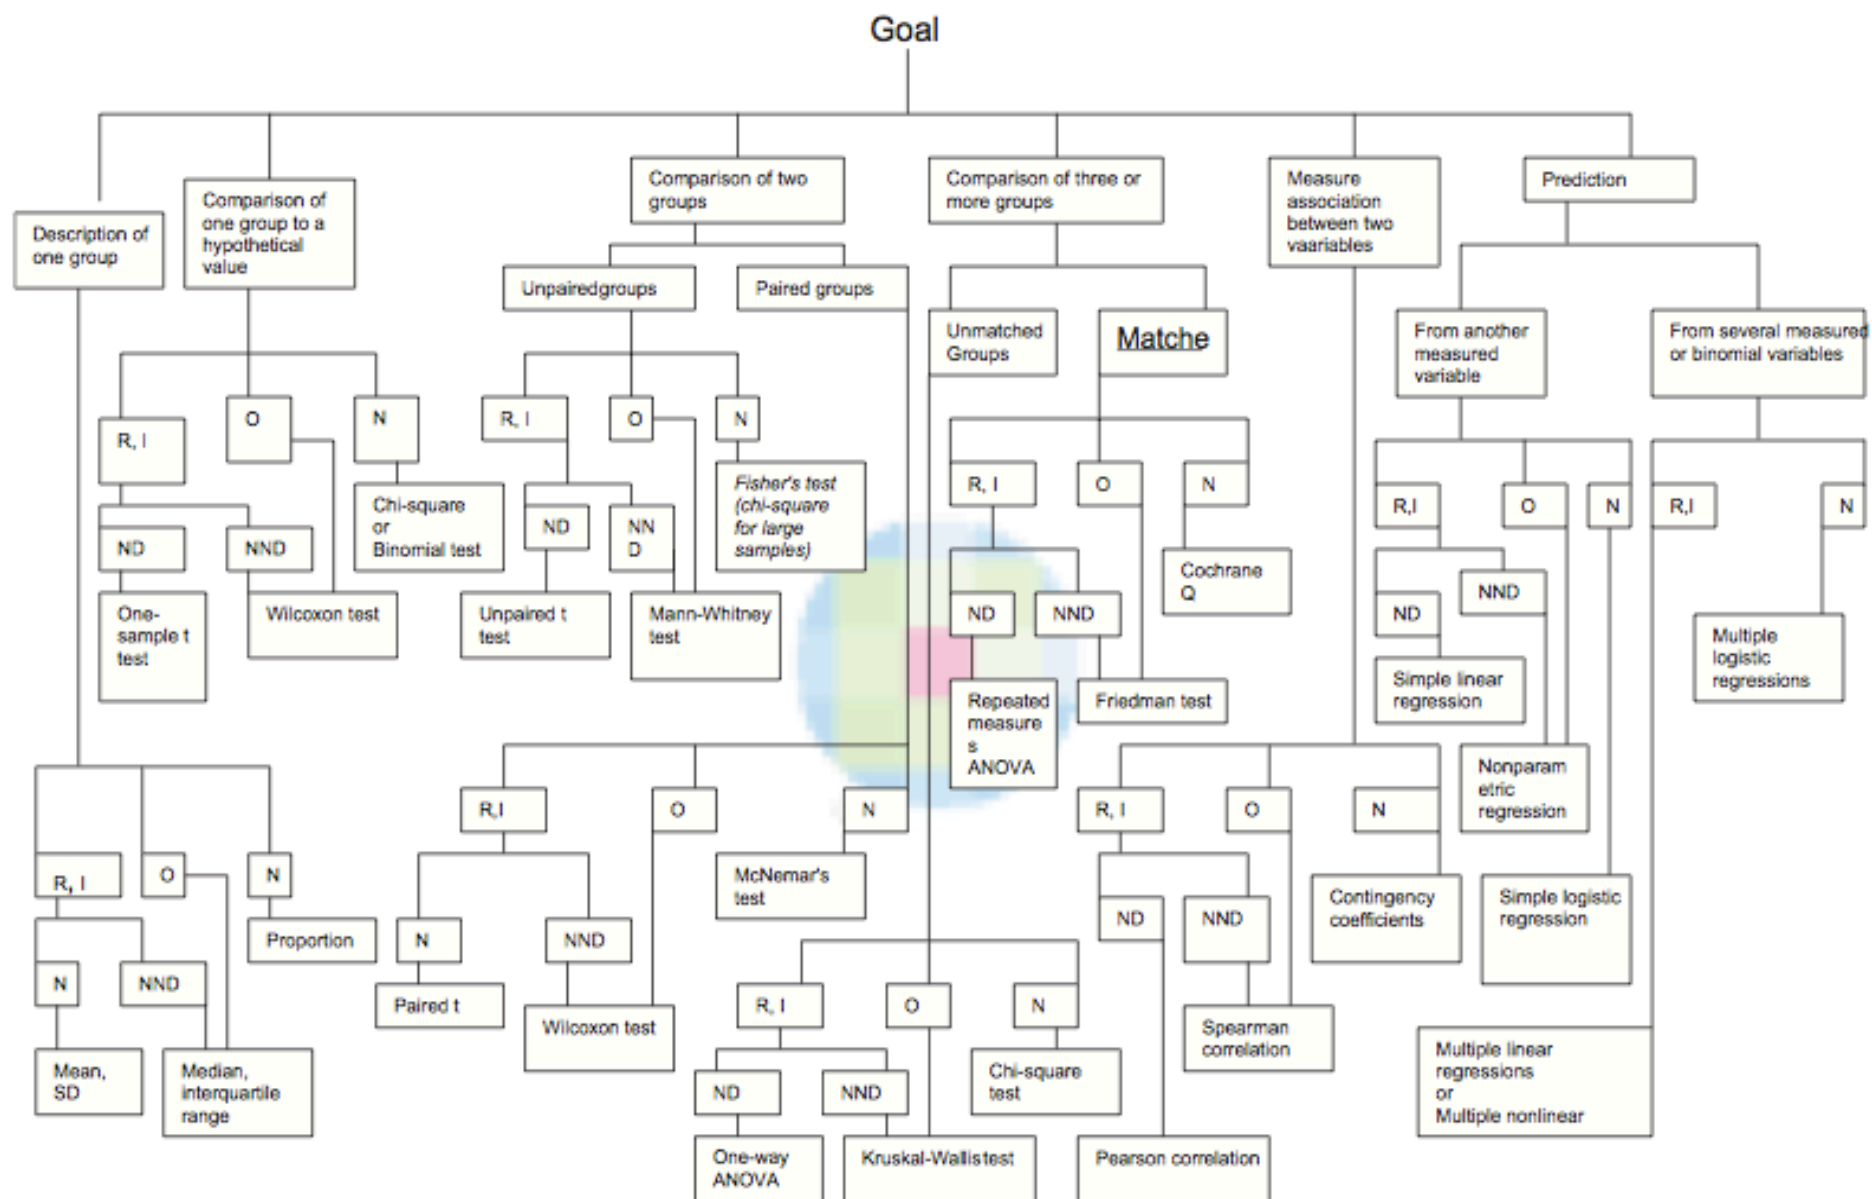 Goal
Description of
one group
Comparison of
one group to a
hypothetical
value
Comparison of two
groups
Comparison of three or
more groups
Measure
association
between two
vaariables
Prediction
Unpairedgroups
Paired groups
Unmatched
Groups
Matche
From another
measured
variable
From several measured
or binomial variables
R, I
O
N
ND
NND
One-
sample t
test
Wilcoxon test
Chi-square
or
Binomial test
R, I
O
N
ND
NN
D
Unpaired t
test
Mann-Whitney
test
Fisher's test
(chi-square
for large
samples)
R, I
O
N
ND
NND
Repeated
measure
s
ANOVA
Friedman test
Cochrane
Q
R,I
O
N
ND
NND
Simple linear
regression
Nonparam
etric
regression
Simple logistic
regression
R,I
N
Multiple
logistic
regressions
Multiple linear
regressions
or
Multiple nonlinear
R, I
O
N
N
NND
Proportion
Mean,
SD
Median,
interquartile
range
R,I
O
N
N
NND
Paired t
Wilcoxon test
McNemar's
test
R, I
O
N
ND
NND
One-way
ANOVA
Kruskal-Wallistest
Chi-square
test
R, I
O
N
ND
NND
Pearson correlation
Spearman
correlation
Contingency
coefficients